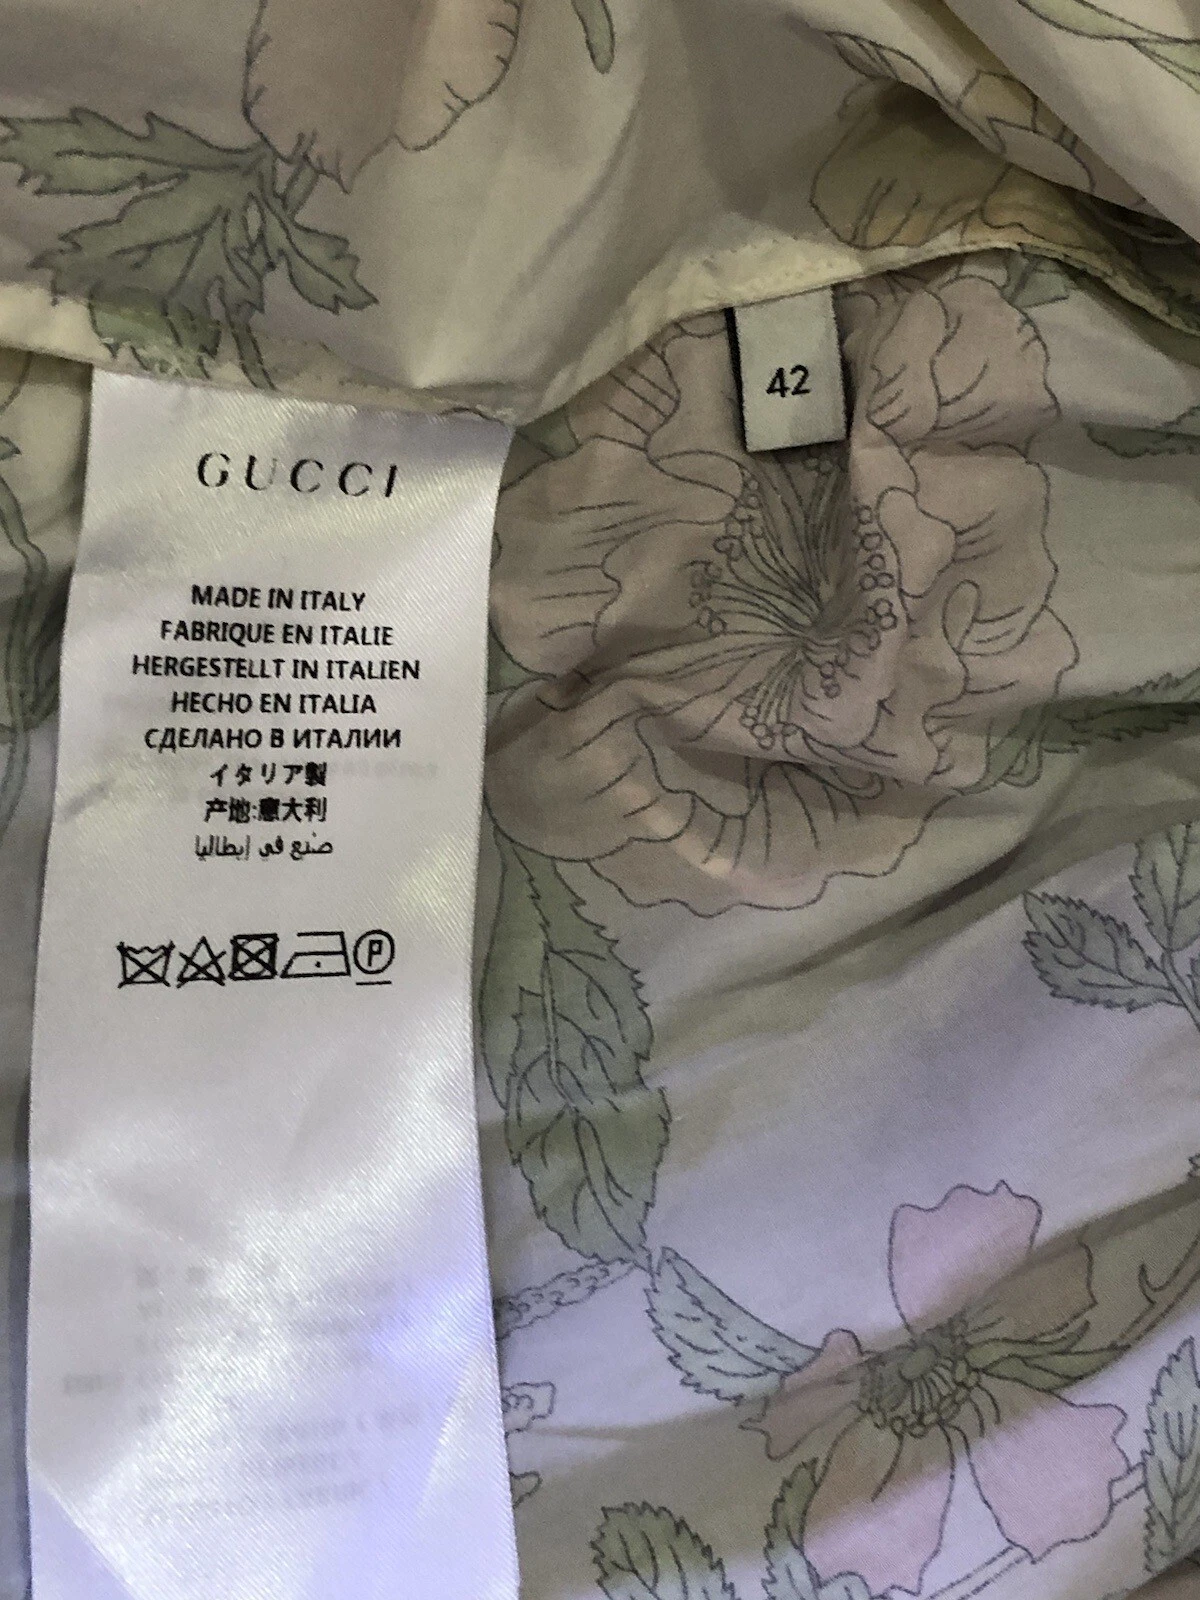 42
GUCCI
MADE IN ITALY
FABRIQUE EN ITALIE
HERGESTELLT IN ITALIEN
HECHO EN ITALIA
СДЕЛАНО В ИТАЛИИ
イタリア製
产地:意大利
صنع في إيطاليا
P